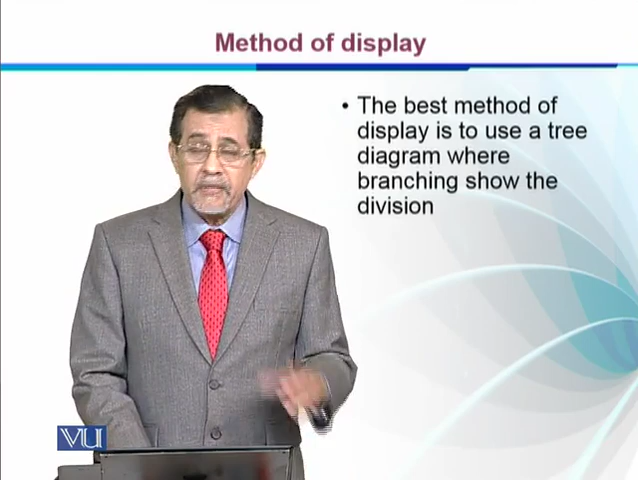 Method of display
• The best method of
display is to use a tree
diagram where
branching show the
division
VU